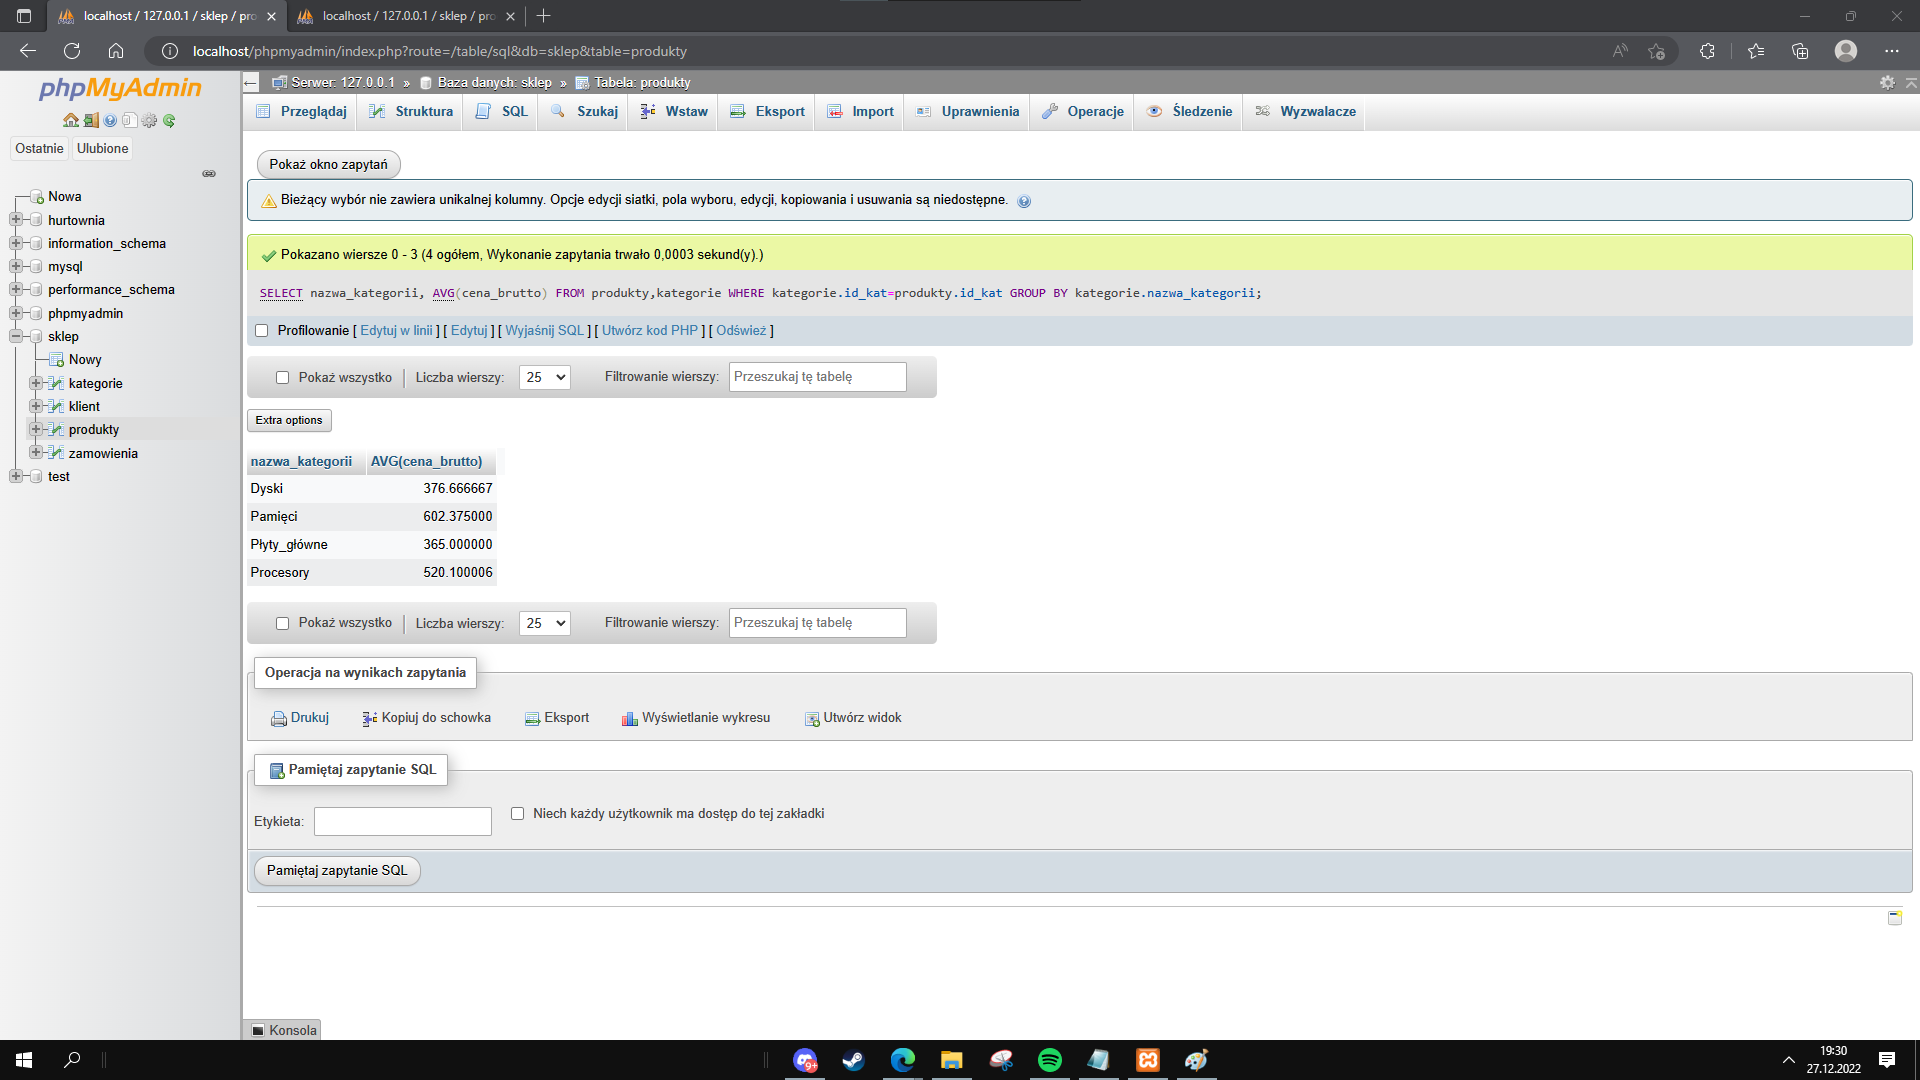 localhost / 127.0.0.1 / sklep / pro
localhost / 127.0.0.1 / sklep / pro
localhost/phpmyadmin/index.php?route=/table/sql&db=sklep&table=produkty
phpMyAdmin
Ostatnie
Ulubione
Nowa
hurtownia
information_schema
mysql
performance_schema
phpmyadmin
sklep
Nowy
kategorie
klient
produkty
zamowienia
test
Serwer: 127.0.0.1 » Baza danych: sklep » Tabela: produkty
Przeglądaj Struktura SQL Szukaj Wstaw Eksport Import Uprawnienia Operacje Śledzenie Wyzwalacze
Pokaż okno zapytań
Bieżący wybór nie zawiera unikalnej kolumny. Opcje edycji siatki, pola wyboru, edycji, kopiowania i usuwania są niedostępne.
Pokazano wiersze 0 - 3 (4 ogółem, Wykonanie zapytania trwało 0,0003 sekund(y).)
SELECT nazwa_kategorii, AVG(cena_brutto) FROM produkty,kategorie WHERE kategorie.id_kat=produkty.id_kat GROUP BY kategorie.nazwa_kategorii;
Profilowanie [ Edytuj w linii ] [ Edytuj ] [ Wyjaśnij SQL ] [ Utwórz kod PHP ] [ Odśwież ]
Pokaż wszystko Liczba wierszy: 25 Filtrowanie wierszy: Przeszukaj tę tabelę
Extra options
nazwa_kategorii AVG(cena_brutto)
Dyski 376.666667
Pamięci 602.375000
Płyty_główne 365.000000
Procesory 520.100006
Pokaż wszystko Liczba wierszy: 25 Filtrowanie wierszy: Przeszukaj tę tabelę
Operacja na wynikach zapytania
Drukuj Kopiuj do schowka Eksport Wyświetlanie wykresu Utwórz widok
Pamiętaj zapytanie SQL
Etykieta: Niech każdy użytkownik ma dostęp do tej zakładki
Pamiętaj zapytanie SQL
Konsola
9+
19:30
27.12.2022